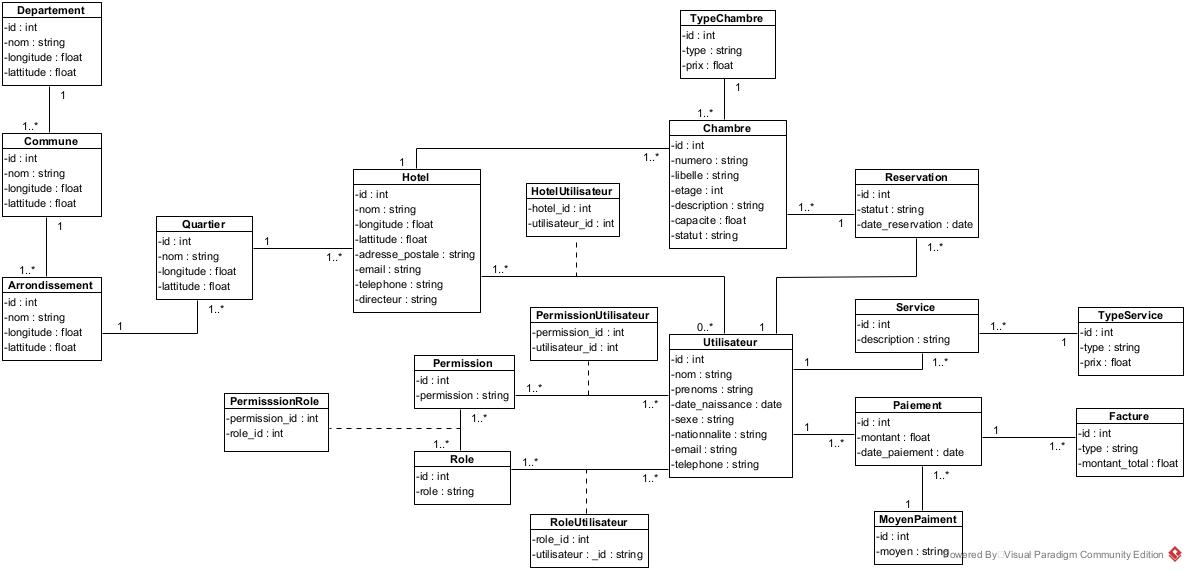 Departement
-id : int
-nom : string
-longitude : float
-lattitude : float
1
1..*
Commune
-id : int
-nom : string
-longitude : float
-lattitude : float
1
1..*
Arrondissement
-id : int
-nom : string
-longitude : float
-lattitude : float
1
1..*
Quartier
-id : int
-nom : string
-longitude : float
-lattitude : float
1
1..*
Hotel
-id : int
-nom : string
-longitude : float
-lattitude : float
-adresse_postale : string
-email : string
-telephone : string
-directeur : string
1
1..*
1..*
0..*
HotelUtilisateur
-hotel_id : int
-utilisateur_id : int
TypeChambre
-id : int
-type : string
-prix : float
1
1..*
Chambre
-id : int
-numero : string
-libelle : string
-etage : int
-description : string
-capacite : float
-statut : string
1..*
1
Reservation
-id : int
-statut : string
-date_reservation : date
1..*
1
PermissionUtilisateur
-permission_id : int
-utilisateur_id : int
Utilisateur
-id : int
-nom : string
-prenoms : string
-date_naissance : date
-sexe : string
-nationnalite : string
-email : string
-telephone : string
Service
-id : int
-description : string
1..*
1
1
1..*
TypeService
-id : int
-type : string
-prix : float
Permission
-id : int
-permission : string
1..*
1..*
1..*
1..*
PermisssionRole
-permission_id : int
-role_id : int
Role
-id : int
-role : string
1..*
1..*
RoleUtilisateur
-role_id : int
-utilisateur : _id : string
Paiement
-id : int
-montant : float
-date_paiement : date
1
1..*
1
1..*
Facture
-id : int
-type : string
-montant_total : float
1..*
1
MoyenPaiment
-id : int
-moyen : string
Powered By Visual Paradigm Community Edition